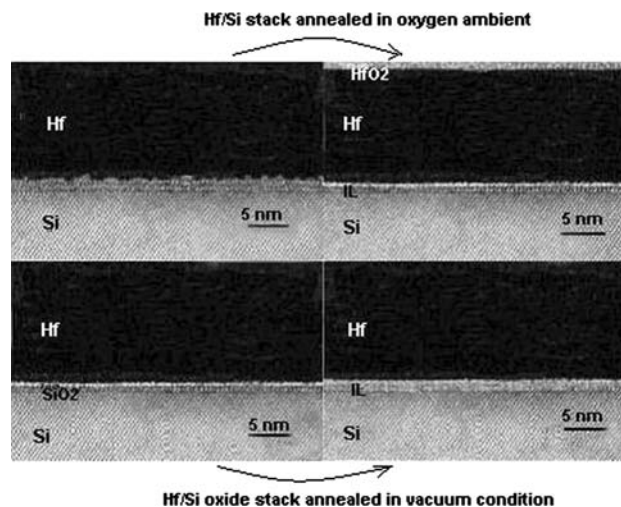 Hf/Si stack annealed in oxygen ambient
HfO2
Hf
Hf
IL
Si
5 nm
Si
5 nm
Hf
Hf
SiO2
IL
Si
5 nm
Si
5 nm
Hf/Si oxide stack annealed in vacuum condition